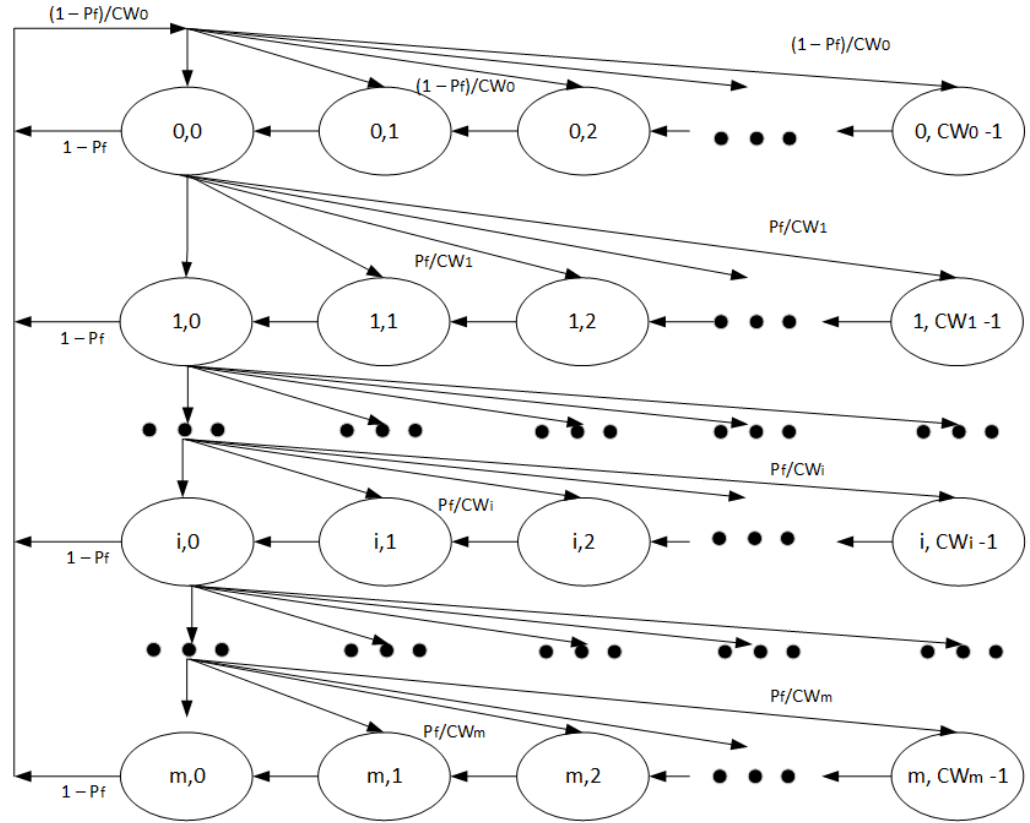 (1 – Pf)/CW0
(1 – Pf)/CW0
(1 – Pf)/CW0
0,0
0,1
0,2
0, CW0 -1
1 – Pf
Pf/CW1
Pf/CW1
1,0
1,1
1,2
1, CW1 -1
1 – Pf
Pf/CWi
Pf/CWi
i,0
i,1
i,2
i, CWi -1
1 – Pf
Pf/CWm
Pf/CWm
m,0
m,1
m,2
m, CWm -1
1 – Pf